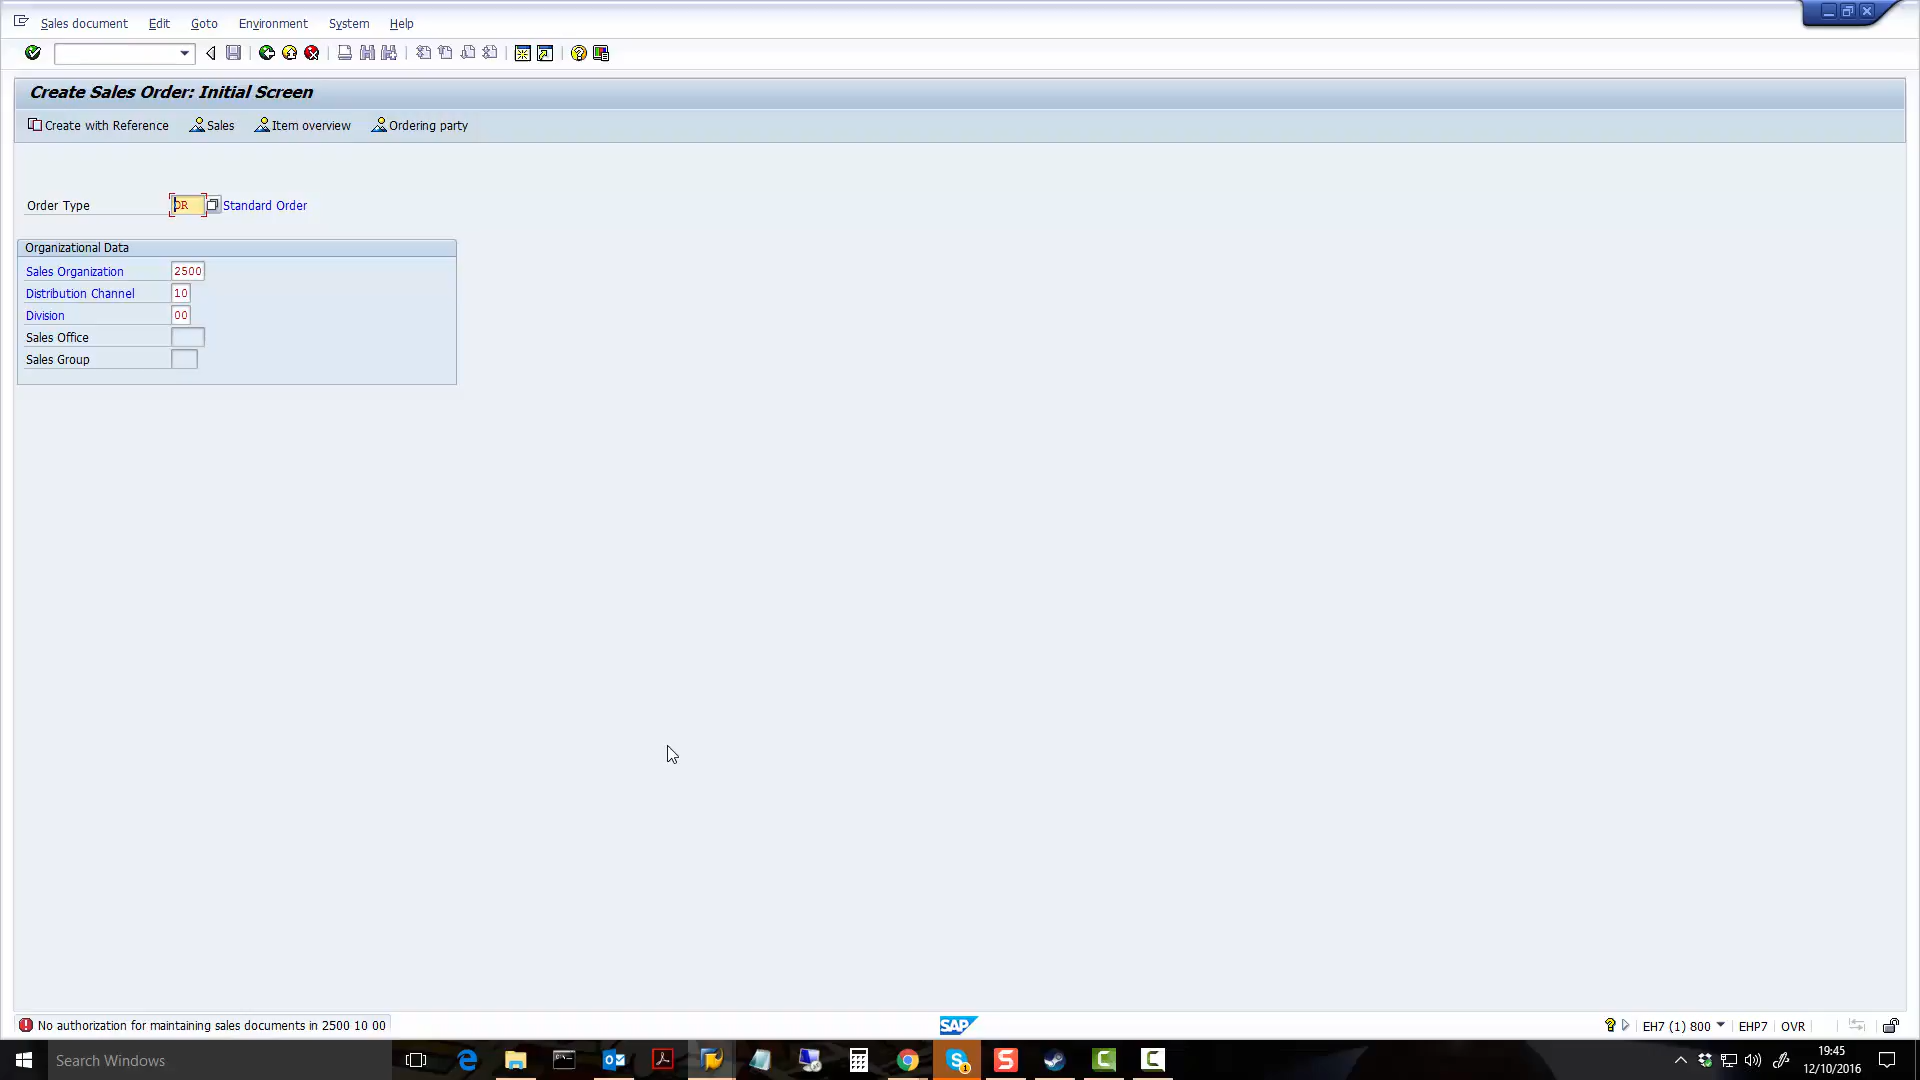 Sales document Edit Goto Environment System Help
Create Sales Order: Initial Screen
Create with Reference Sales Item overview Ordering party
Order Type OR Standard Order
Organizational Data
Sales Organization 2500
Distribution Channel 10
Division 00
Sales Office
Sales Group
No authorization for maintaining sales documents in 2500 10 00
SAP
EH7 (1) 800 EHP7 OVR
Search Windows
19:45
12/10/2016